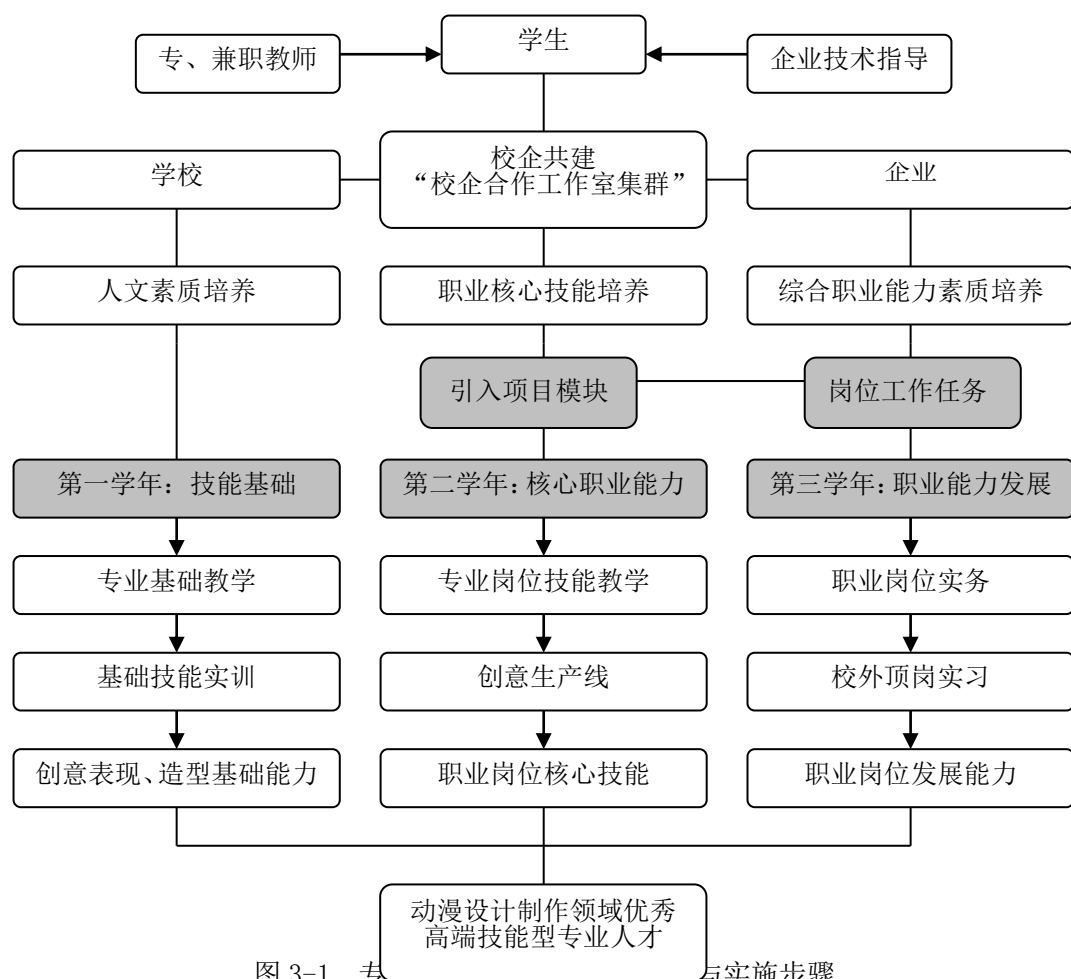 学生
专、兼职教师
企业技术指导
校企共建
“校企合作工作室集群”
学校
企业
人文素质培养
职业核心技能培养
综合职业能力素质培养
引入项目模块
岗位工作任务
第一学年：技能基础
第二学年：核心职业能力
第三学年：职业能力发展
专业基础教学
专业岗位技能教学
职业岗位实务
基础技能实训
创意生产线
校外顶岗实习
创意表现、造型基础能力
职业岗位核心技能
职业岗位发展能力
动漫设计制作领域优秀
高端技能型专业人才
图 3-1 专 与实施步骤